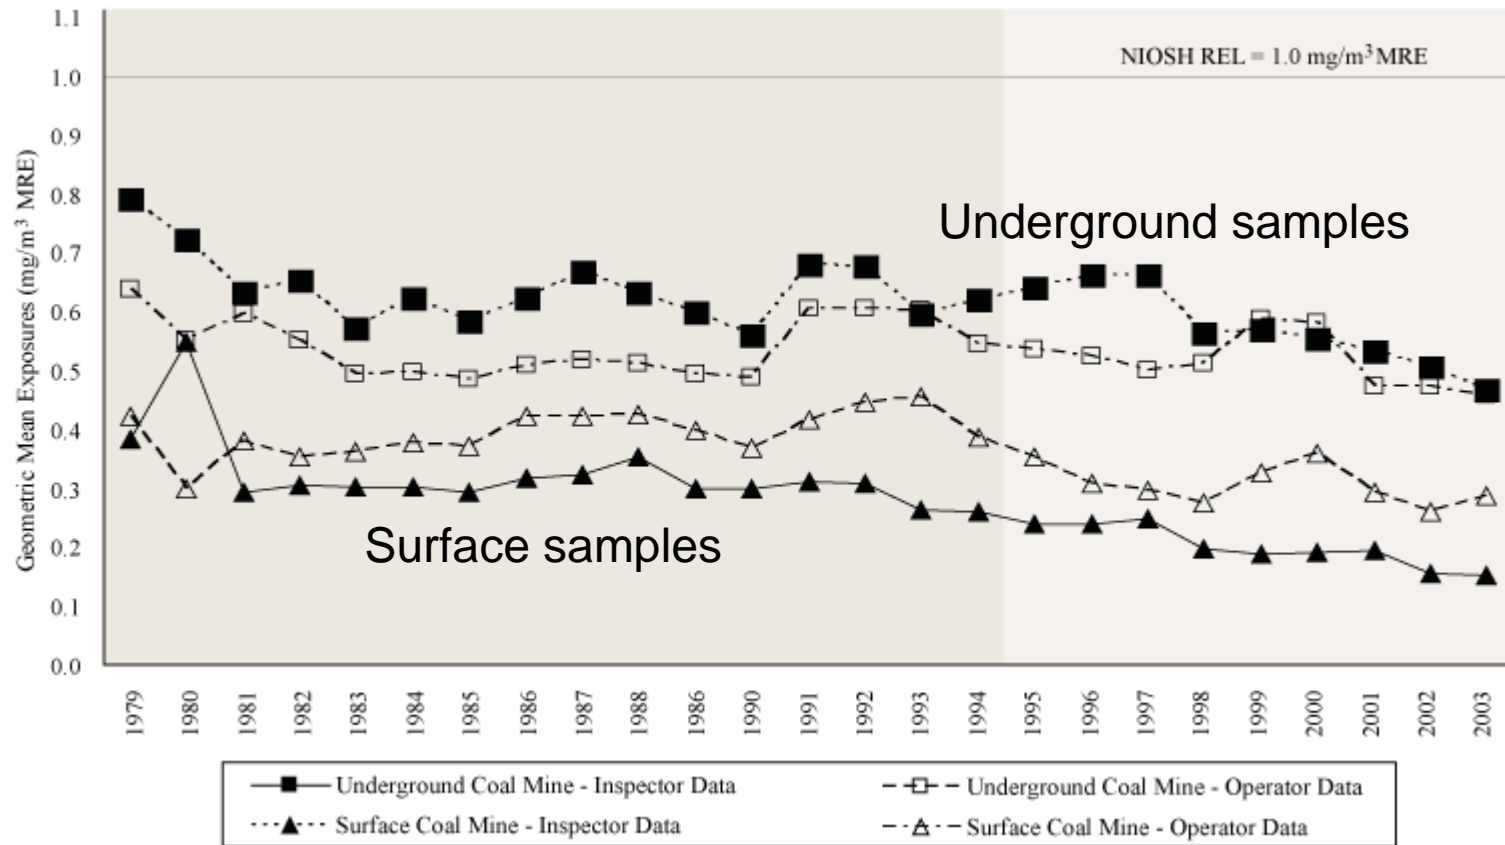 1.1
NIOSH REL = 1.0 mg/m³ MRE
1.0
0.9
0.8
0.7
0.6
0.5
0.4
0.3
0.2
0.1
0.0
Geometric Mean Exposures (mg/m³ MRE)
Underground samples
Surface samples
1979 1980 1981 1982 1983 1984 1985 1986 1987 1988 1986 1990 1991 1992 1993 1994 1995 1996 1997 1998 1999 2000 2001 2002 2003
Underground Coal Mine - Inspector Data Underground Coal Mine - Operator Data
Surface Coal Mine - Inspector Data Surface Coal Mine - Operator Data